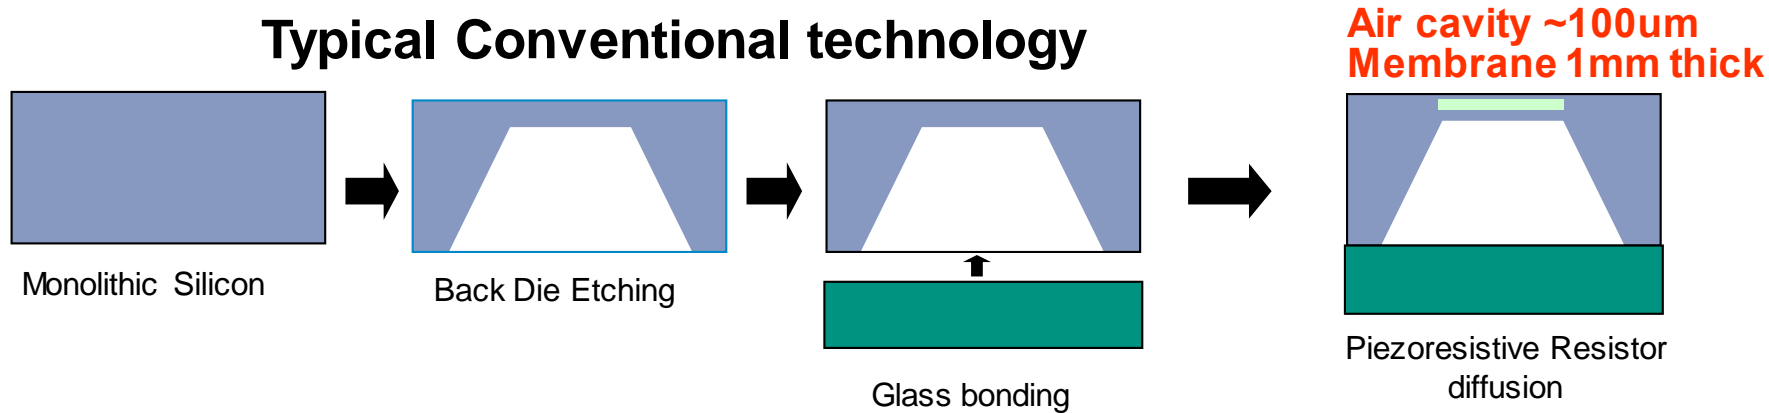 Typical Conventional technology
Air cavity ~100um
Membrane 1mm thick
Monolithic Silicon
Back Die Etching
Glass bonding
Piezoresistive Resistor
diffusion